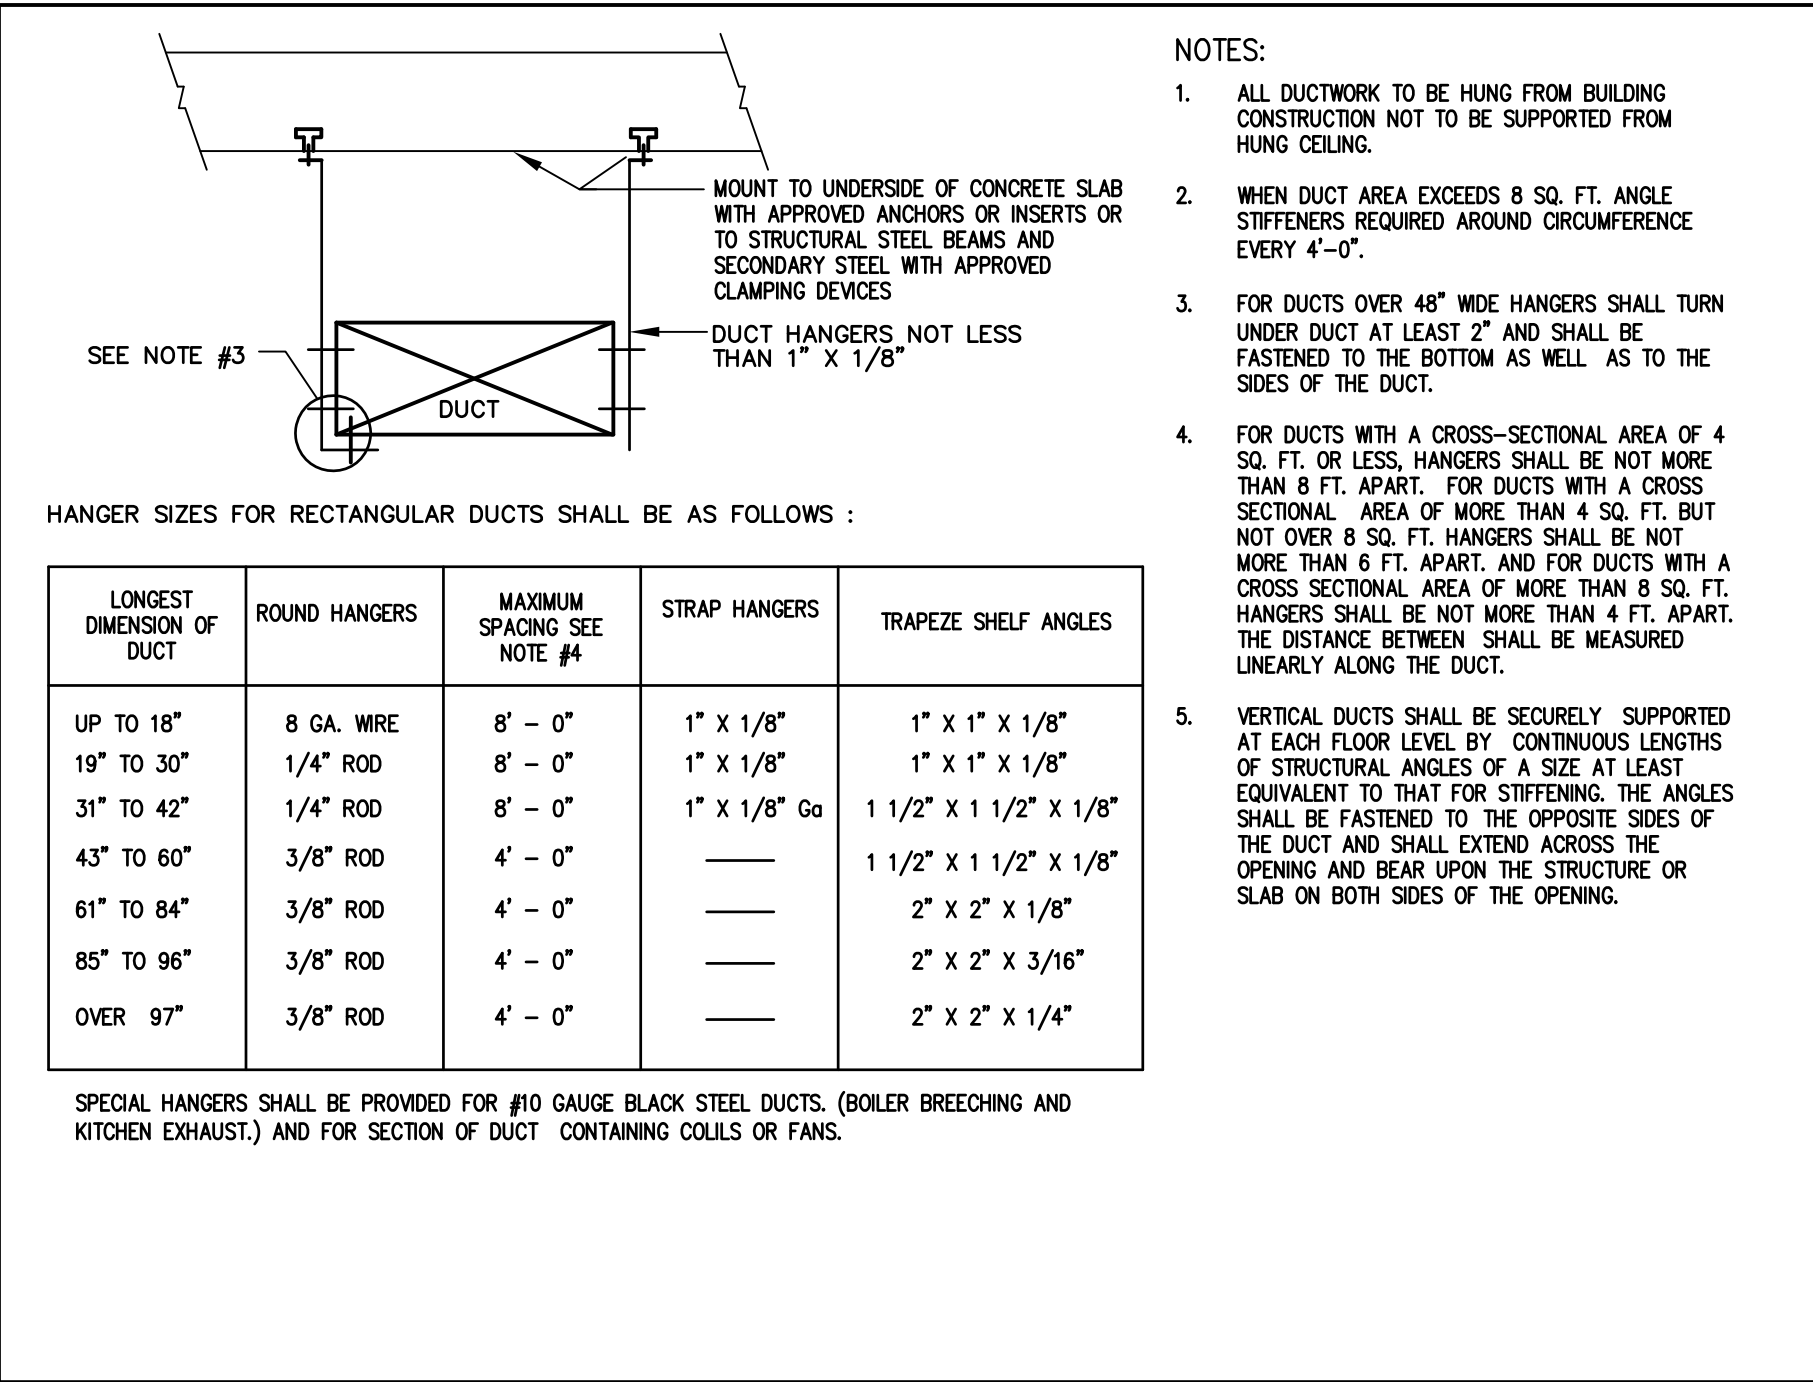 MOUNT TO UNDERSIDE OF CONCRETE SLAB
WITH APPROVED ANCHORS OR INSERTS OR
TO STRUCTURAL STEEL BEAMS AND
SECONDARY STEEL WITH APPROVED
CLAMPING DEVICES
DUCT HANGERS NOT LESS
THAN 1" X 1/8"
SEE NOTE #3
DUCT
HANGER SIZES FOR RECTANGULAR DUCTS SHALL BE AS FOLLOWS :
LONGEST
DIMENSION OF
DUCT
ROUND HANGERS
MAXIMUM
SPACING SEE
NOTE #4
STRAP HANGERS
TRAPEZE SHELF ANGLES
UP TO 18" 8 GA. WIRE 8' – 0" 1" X 1/8" 1" X 1" X 1/8"
19" TO 30" 1/4" ROD 8' – 0" 1" X 1/8" 1" X 1" X 1/8"
31" TO 42" 1/4" ROD 8' – 0" 1" X 1/8" Ga 1 1/2" X 1 1/2" X 1/8"
43" TO 60" 3/8" ROD 4' – 0" —— 1 1/2" X 1 1/2" X 1/8"
61" TO 84" 3/8" ROD 4' – 0" —— 2" X 2" X 1/8"
85" TO 96" 3/8" ROD 4' – 0" —— 2" X 2" X 3/16"
OVER 97" 3/8" ROD 4' – 0" —— 2" X 2" X 1/4"
SPECIAL HANGERS SHALL BE PROVIDED FOR #10 GAUGE BLACK STEEL DUCTS. (BOILER BREECHING AND
KITCHEN EXHAUST.) AND FOR SECTION OF DUCT CONTAINING COLILS OR FANS.
NOTES:
1. ALL DUCTWORK TO BE HUNG FROM BUILDING
CONSTRUCTION NOT TO BE SUPPORTED FROM
HUNG CEILING.
2. WHEN DUCT AREA EXCEEDS 8 SQ. FT. ANGLE
STIFFENERS REQUIRED AROUND CIRCUMFERENCE
EVERY 4'–0".
3. FOR DUCTS OVER 48" WIDE HANGERS SHALL TURN
UNDER DUCT AT LEAST 2" AND SHALL BE
FASTENED TO THE BOTTOM AS WELL AS TO THE
SIDES OF THE DUCT.
4. FOR DUCTS WITH A CROSS–SECTIONAL AREA OF 4
SQ. FT. OR LESS, HANGERS SHALL BE NOT MORE
THAN 8 FT. APART. FOR DUCTS WITH A CROSS
SECTIONAL AREA OF MORE THAN 4 SQ. FT. BUT
NOT OVER 8 SQ. FT. HANGERS SHALL BE NOT
MORE THAN 6 FT. APART. AND FOR DUCTS WITH A
CROSS SECTIONAL AREA OF MORE THAN 8 SQ. FT.
HANGERS SHALL BE NOT MORE THAN 4 FT. APART.
THE DISTANCE BETWEEN SHALL BE MEASURED
LINEARLY ALONG THE DUCT.
5. VERTICAL DUCTS SHALL BE SECURELY SUPPORTED
AT EACH FLOOR LEVEL BY CONTINUOUS LENGTHS
OF STRUCTURAL ANGLES OF A SIZE AT LEAST
EQUIVALENT TO THAT FOR STIFFENING. THE ANGLES
SHALL BE FASTENED TO THE OPPOSITE SIDES OF
THE DUCT AND SHALL EXTEND ACROSS THE
OPENING AND BEAR UPON THE STRUCTURE OR
SLAB ON BOTH SIDES OF THE OPENING.